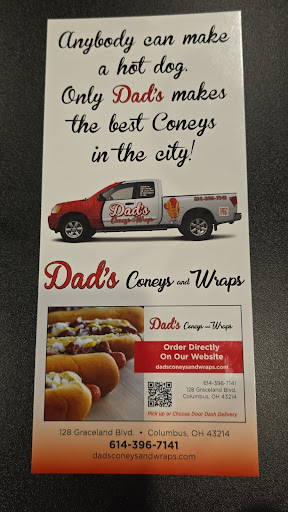 Anybody can make
a hot dog.
Only Dad's makes
the best Coneys
in the city!
Dad's
Coneys & Wraps
614-396-7141
Dad's Coneys and Wraps
Dad's Coneys and Wraps
Order Directly
On Our Website
dadsconeysandwraps.com
614-396-7141
128 Graceland Blvd.
Columbus, OH 43214
Pick up or Choose Door Dash Delivery
128 Graceland Blvd. • Columbus, OH 43214
614-396-7141
dadsconeysandwraps.com